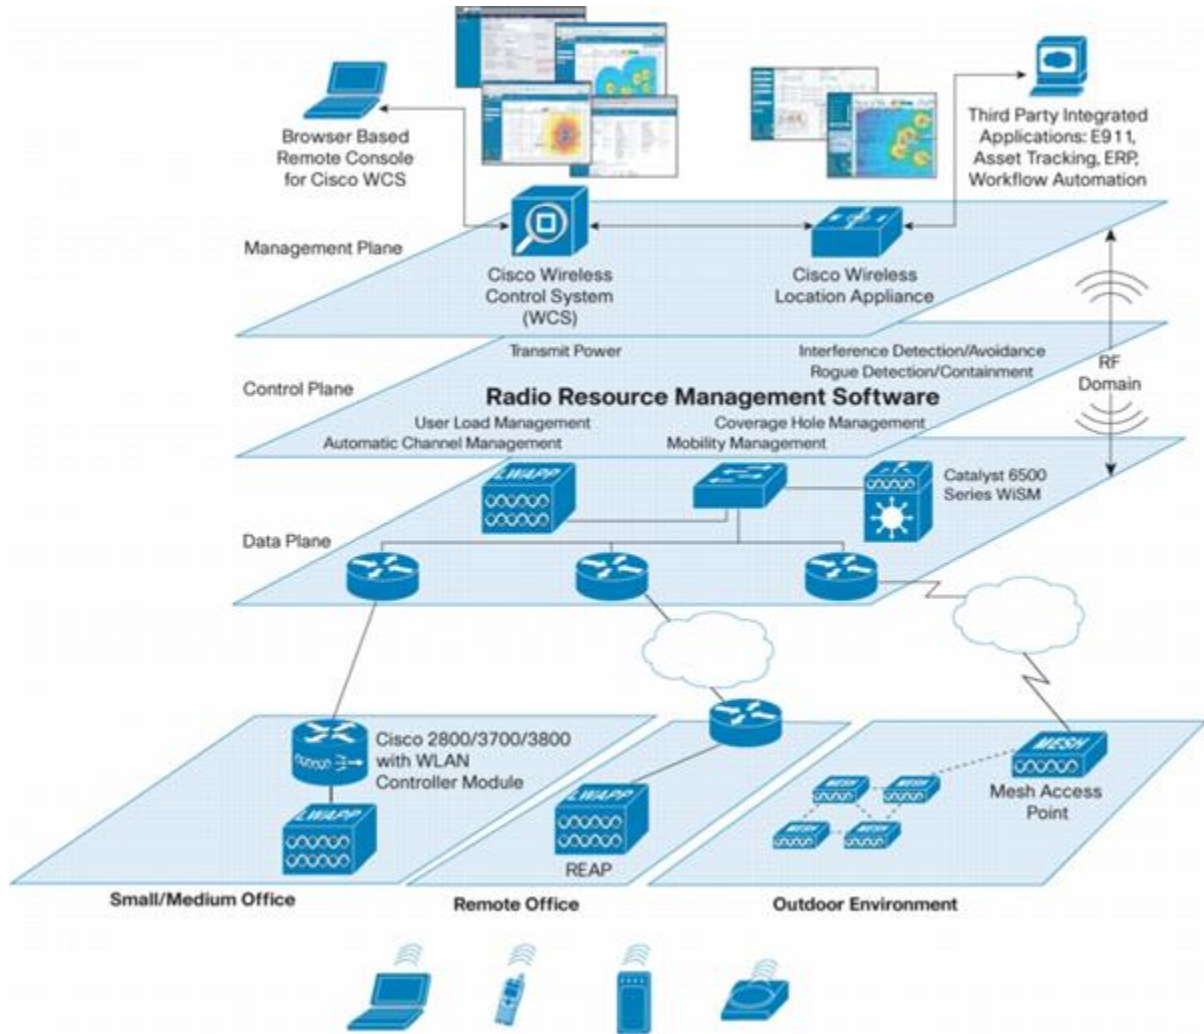 Browser Based
Remote Console
for Cisco WCS
Third Party Integrated
Applications: E911,
Asset Tracking, ERP,
Workflow Automation
Management Plane
Cisco Wireless
Control System
(WCS)
Cisco Wireless
Location Appliance
Transmit Power
Interference Detection/Avoidance
Rogue Detection/Containment
RF
Domain
Control Plane
Radio Resource Management Software
User Load Management
Coverage Hole Management
Automatic Channel Management
Mobility Management
LWAPP
Catalyst 6500
Series WiSM
Data Plane
Cisco 2800/3700/3800
with WLAN
Controller Module
LWAPP
LWAPP
REAP
MESH
MESH
MESH
MESH
MESH
Mesh Access
Point
Small/Medium Office
Remote Office
Outdoor Environment